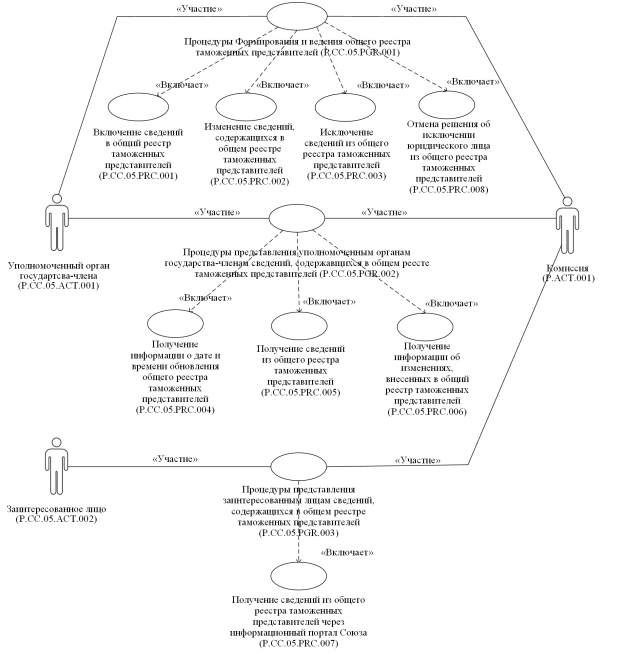 «Участие» «Участие»
Процедуры Формирования и ведения общего реестра
таможенных представителей (P.CC.05.PGR.001)
«Включает» «Включает» «Включает» «Включает»
Включение сведений
в общий реестр
таможенных
представителей
(P.CC.05.PRC.001)
Изменение сведений,
содержащихся в
общем реестре
таможенных
представителей
(P.CC.05.PRC.002)
Исключение
сведений из общего
реестра таможенных
представителей
(P.CC.05.PRC.003)
Отмена решения об
исключении
юридического лица
из общего реестра
таможенных
представителей
(P.CC.05.PRC.008)
«Участие» «Участие»
Уполномоченный орган
государтсва-члена
(P.CC.05.ACT.001)
Комиссия
(P.ACT.001)
Процедуры представления уполномоченным органам
государства-членам сведений, содержащихся в общем реесте
таможенных представителей (P.CC.05.PGR.002)
«Включает» «Включает» «Включает»
Получение
информации о дате и
времени обновления
общего реестра
таможенных
представителей
(P.CC.05.PRC.004)
Получение сведений
из общего реестра
таможенных
представителей
(P.CC.05.PRC.005)
Получение
информации об
изменениях,
внесенных в общий
реестр таможенных
представителей
(P.CC.05.PRC.006)
«Участие» «Участие»
Заинтересованное лицо
(P.CC.05.ACT.002)
Процедуры представления
заинтересованным лицам сведений,
содержащихся в общем реестре
таможенных представителей
(P.CC.05.PGR.003)
«Включает»
Получение сведений из общего
реестра таможенных
представителей через
информационный портал Союза
(P.CC.05.PRC.007)